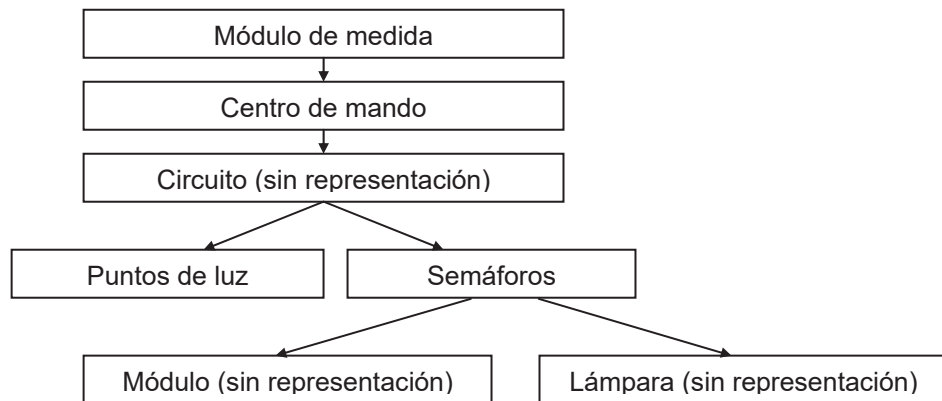 Módulo de medida
Centro de mando
Circuito (sin representación)
Puntos de luz
Semáforos
Módulo (sin representación)
Lámpara (sin representación)